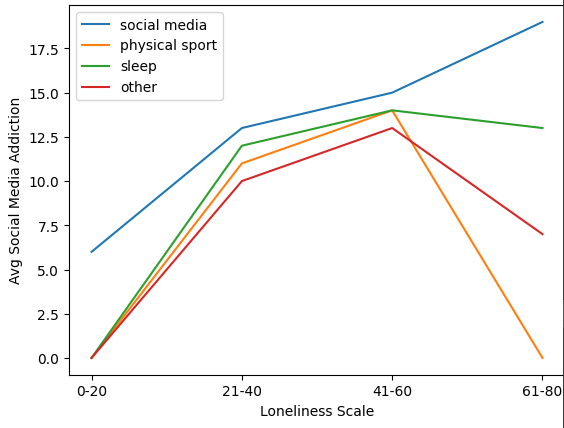 social media
physical sport
sleep
other
17.5
15.0
12.5
10.0
7.5
5.0
2.5
0.0
Avg Social Media Addiction
0-20 21-40 41-60 61-80
Loneliness Scale